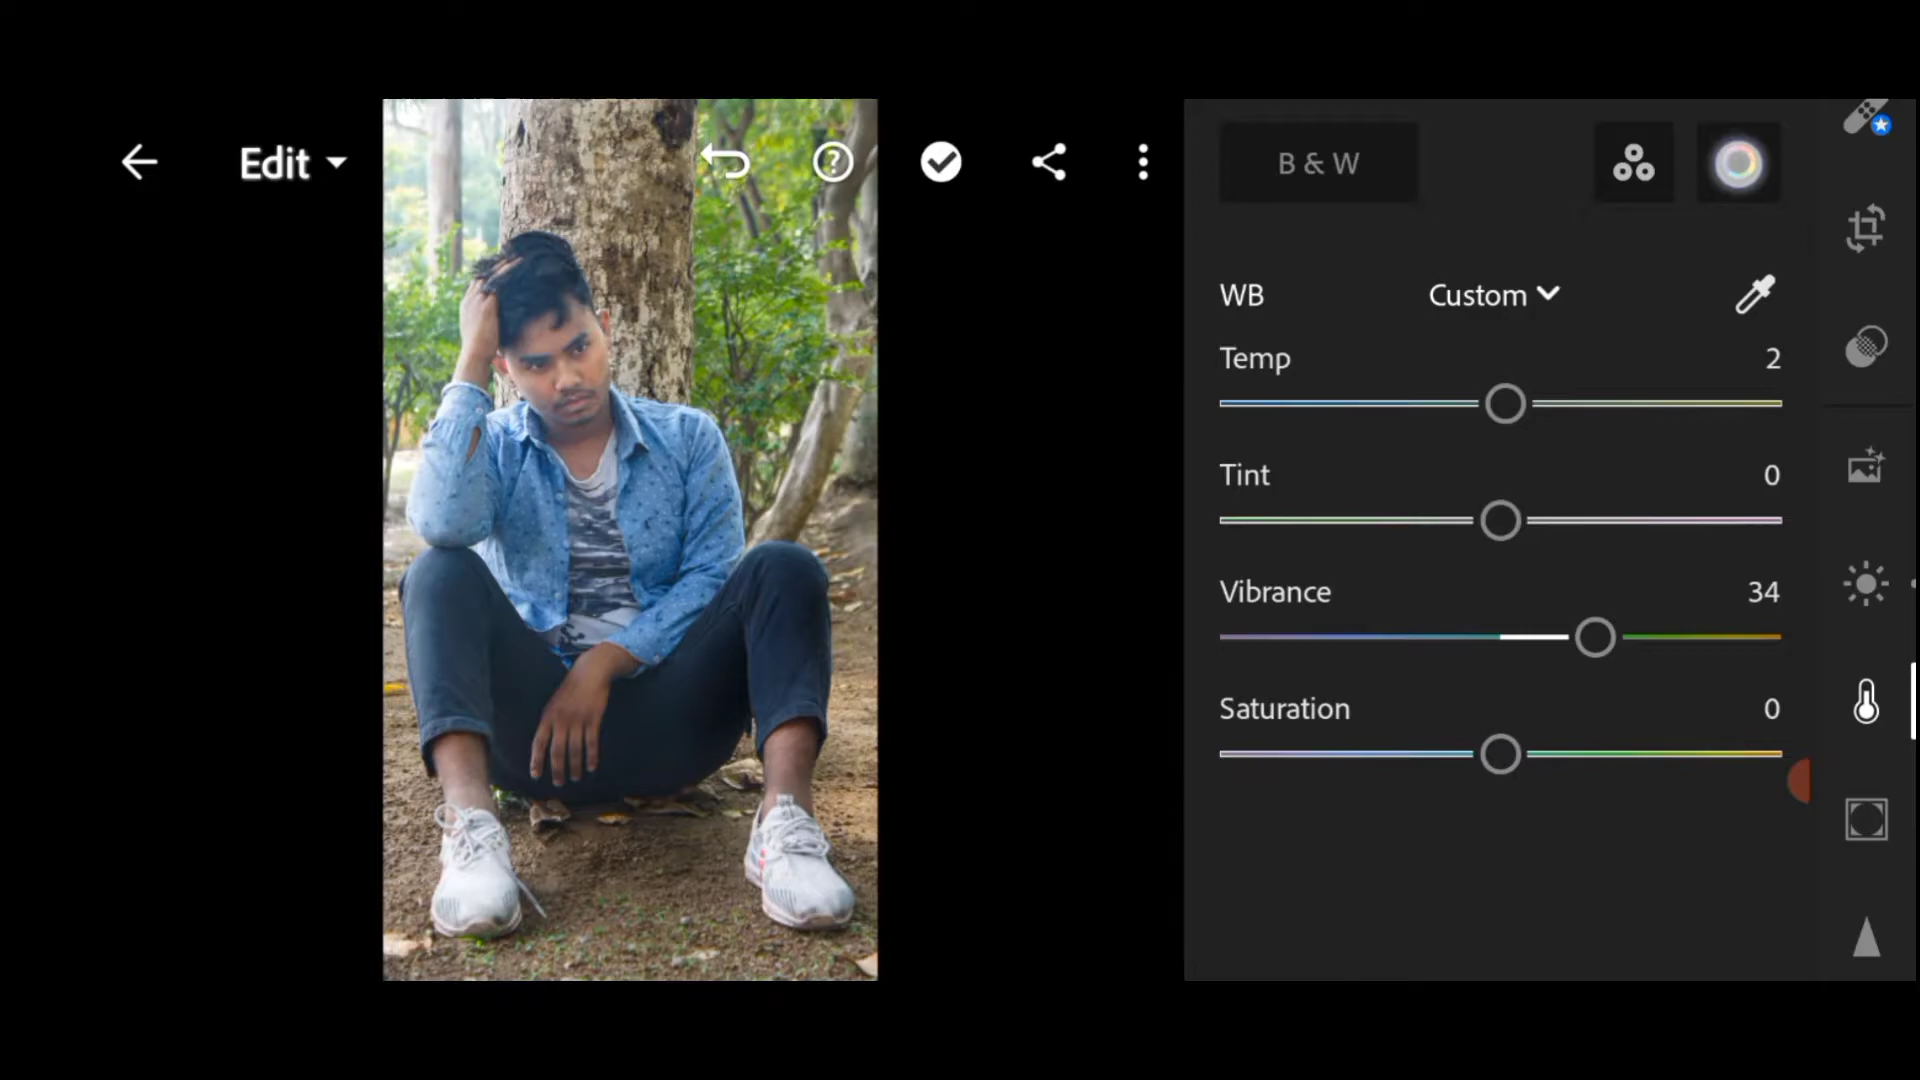 Edit
?
B & W
WB Custom
Temp 2
Tint 0
Vibrance 34
Saturation 0